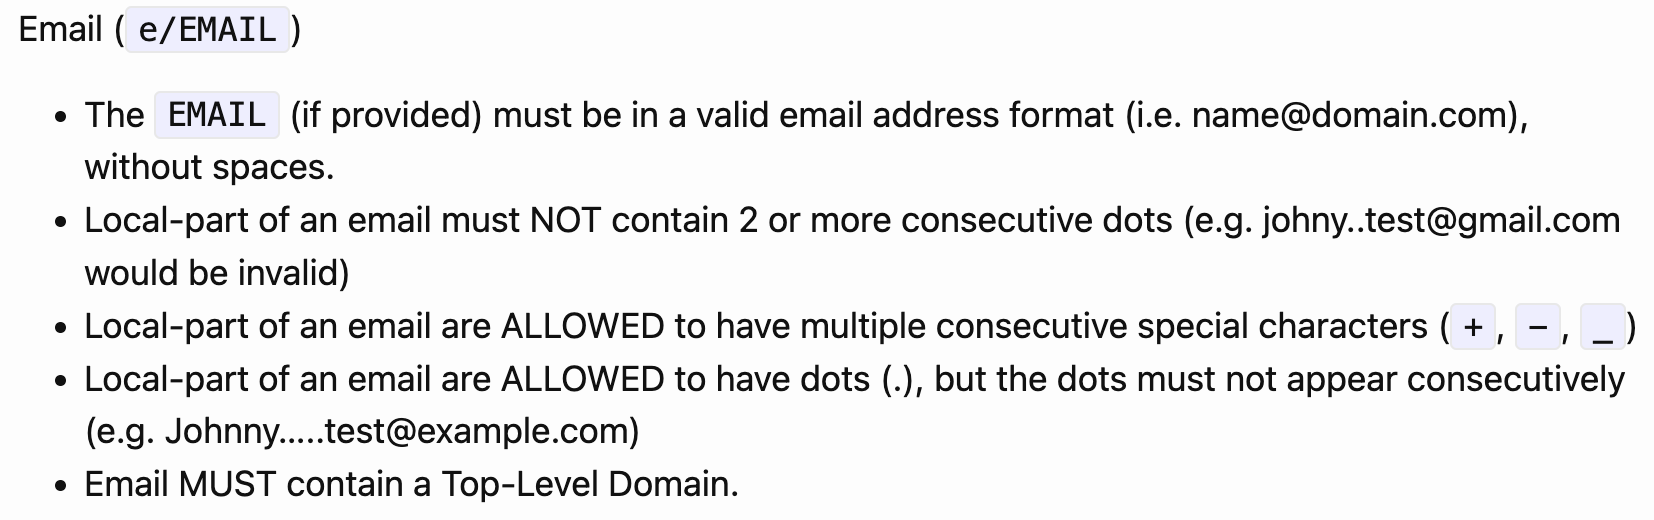 Email ( e/EMAIL )
• The EMAIL (if provided) must be in a valid email address format (i.e. name@domain.com),
without spaces.
• Local-part of an email must NOT contain 2 or more consecutive dots (e.g. johny..test@gmail.com
would be invalid)
• Local-part of an email are ALLOWED to have multiple consecutive special characters ( + , - , _ )
• Local-part of an email are ALLOWED to have dots (.), but the dots must not appear consecutively
(e.g. Johnny.....test@example.com)
• Email MUST contain a Top-Level Domain.